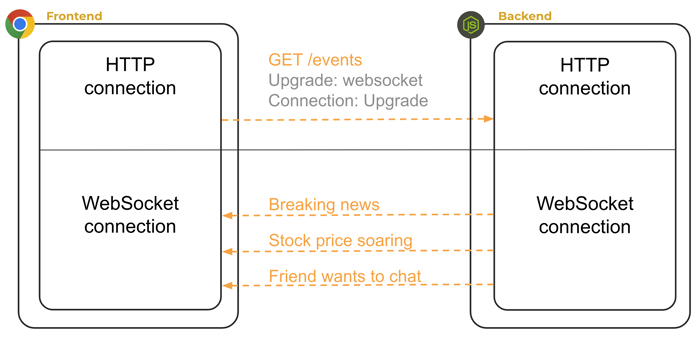 Frontend
Backend
HTTP
connection
GET /events
Upgrade: websocket
Connection: Upgrade
HTTP
connection
WebSocket
connection
Breaking news
Stock price soaring
Friend wants to chat
WebSocket
connection
JS